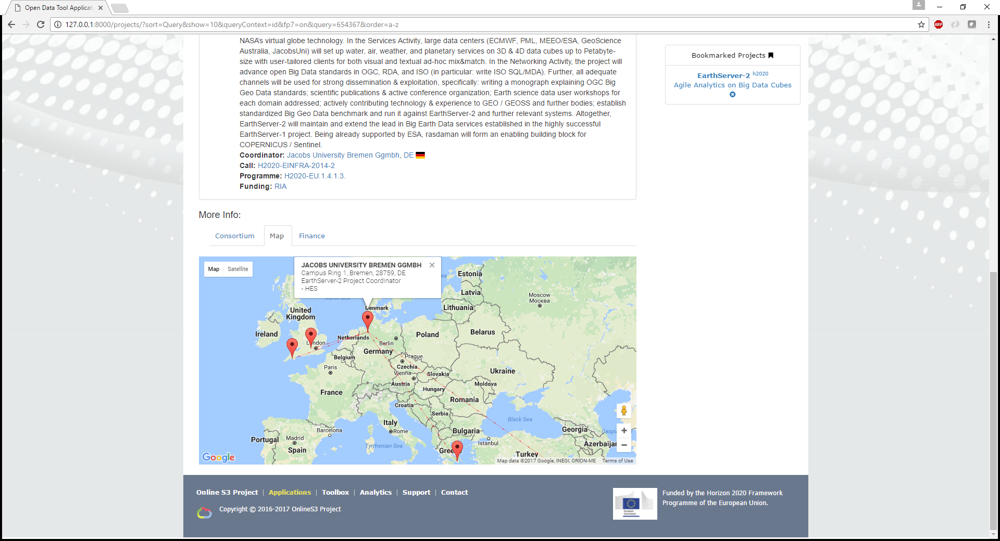 Open Data Tool Applicat
127.0.0.1:8000/projects/?sort=Query&show=10&queryContext=id&fp7=on&query=654367&order=a-z
ABP
NASA's virtual globe technology. In the Services Activity, large data centers (ECMWF, PML, MEEO/ESA, GeoScience
Australia, JacobsUni) will set up water, air, weather, and planetary services on 3D & 4D data cubes up to Petabyte-
size with user-tailored clients for both visual and textual ad-hoc mix&match. In the Networking Activity, the project will
advance open Big Data standards in OGC, RDA, and ISO (in particular: write ISO SQL/MDA). Further, all adequate
channels will be used for strong dissemination & exploitation, specifically: writing a monograph explaining OGC Big
Geo Data standards; scientific publications & active conference organization; Earth science data user workshops for
each domain addressed; actively contributing technology & experience to GEO / GEOSS and further bodies; establish
standardized Big Geo Data benchmark and run it against EarthServer-2 and further relevant systems. Altogether,
EarthServer-2 will maintain and extend the lead in Big Earth Data services established in the highly successful
EarthServer-1 project. Being already supported by ESA, rasdaman will form an enabling building block for
COPERNICUS / Sentinel.
Coordinator: Jacobs University Bremen Ggmbh, DE
Call: H2020-EINFRA-2014-2
Programme: H2020-EU.1.4.1.3.
Funding: RIA
Bookmarked Projects
EarthServer-2 h2020
Agile Analytics on Big Data Cubes
More Info:
Consortium
Map
Finance
Map
Satellite
JACOBS UNIVERSITY BREMEN GGMBH
Campus Ring 1, Bremen, 28759, DE
EarthServer-2 Project Coordinator
- HES
North Sea
Estonia
Latvia
Moscow
Москва
Denmark
Lithuania
United
Kingdom
Ireland
Belarus
Poland
Netherlands
London
Berlin
Germany
Belgium
Prague
Paris
Czechia
Ukraine
Vienna
Slovakia
Austria
Moldova
France
Hungary
Romania
Croatia
Serbia
Black Sea
Italy
Rome
Barcelona
Bulgaria
Georgia
Caspia
Portugal
Madrid
Istanbul
Azerbaijan
Tyrrhenian Sea
Spain
Greece
Turkey
Google
Map data ©2017 Google, INEGI, ORION-ME
Terms of Use
Online S3 Project | Applications | Toolbox | Analytics | Support | Contact
Copyright © 2016-2017 OnlineS3 Project
European
Commission
Funded by the Horizon 2020 Framework
Programme of the European Union.